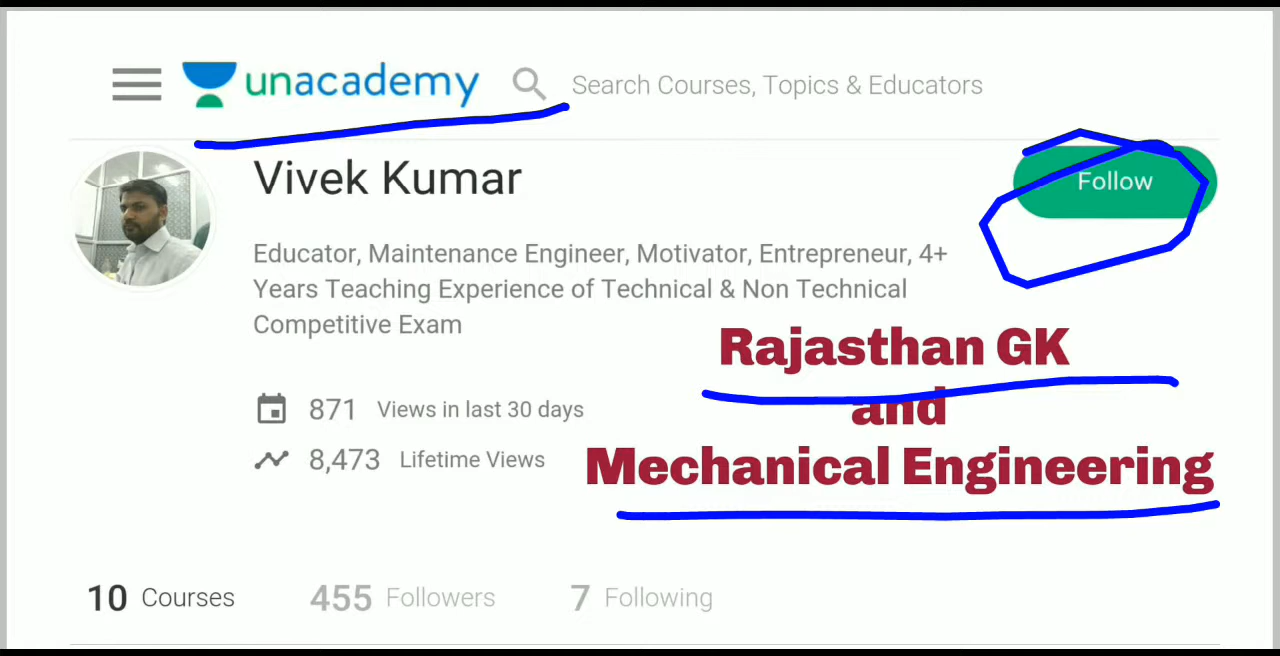 unacademy Search Courses, Topics & Educators
Vivek Kumar
Follow
Educator, Maintenance Engineer, Motivator, Entrepreneur, 4+
Years Teaching Experience of Technical & Non Technical
Competitive Exam
Rajasthan GK
and
Mechanical Engineering
871 Views in last 30 days
8,473 Lifetime Views
10 Courses 455 Followers 7 Following